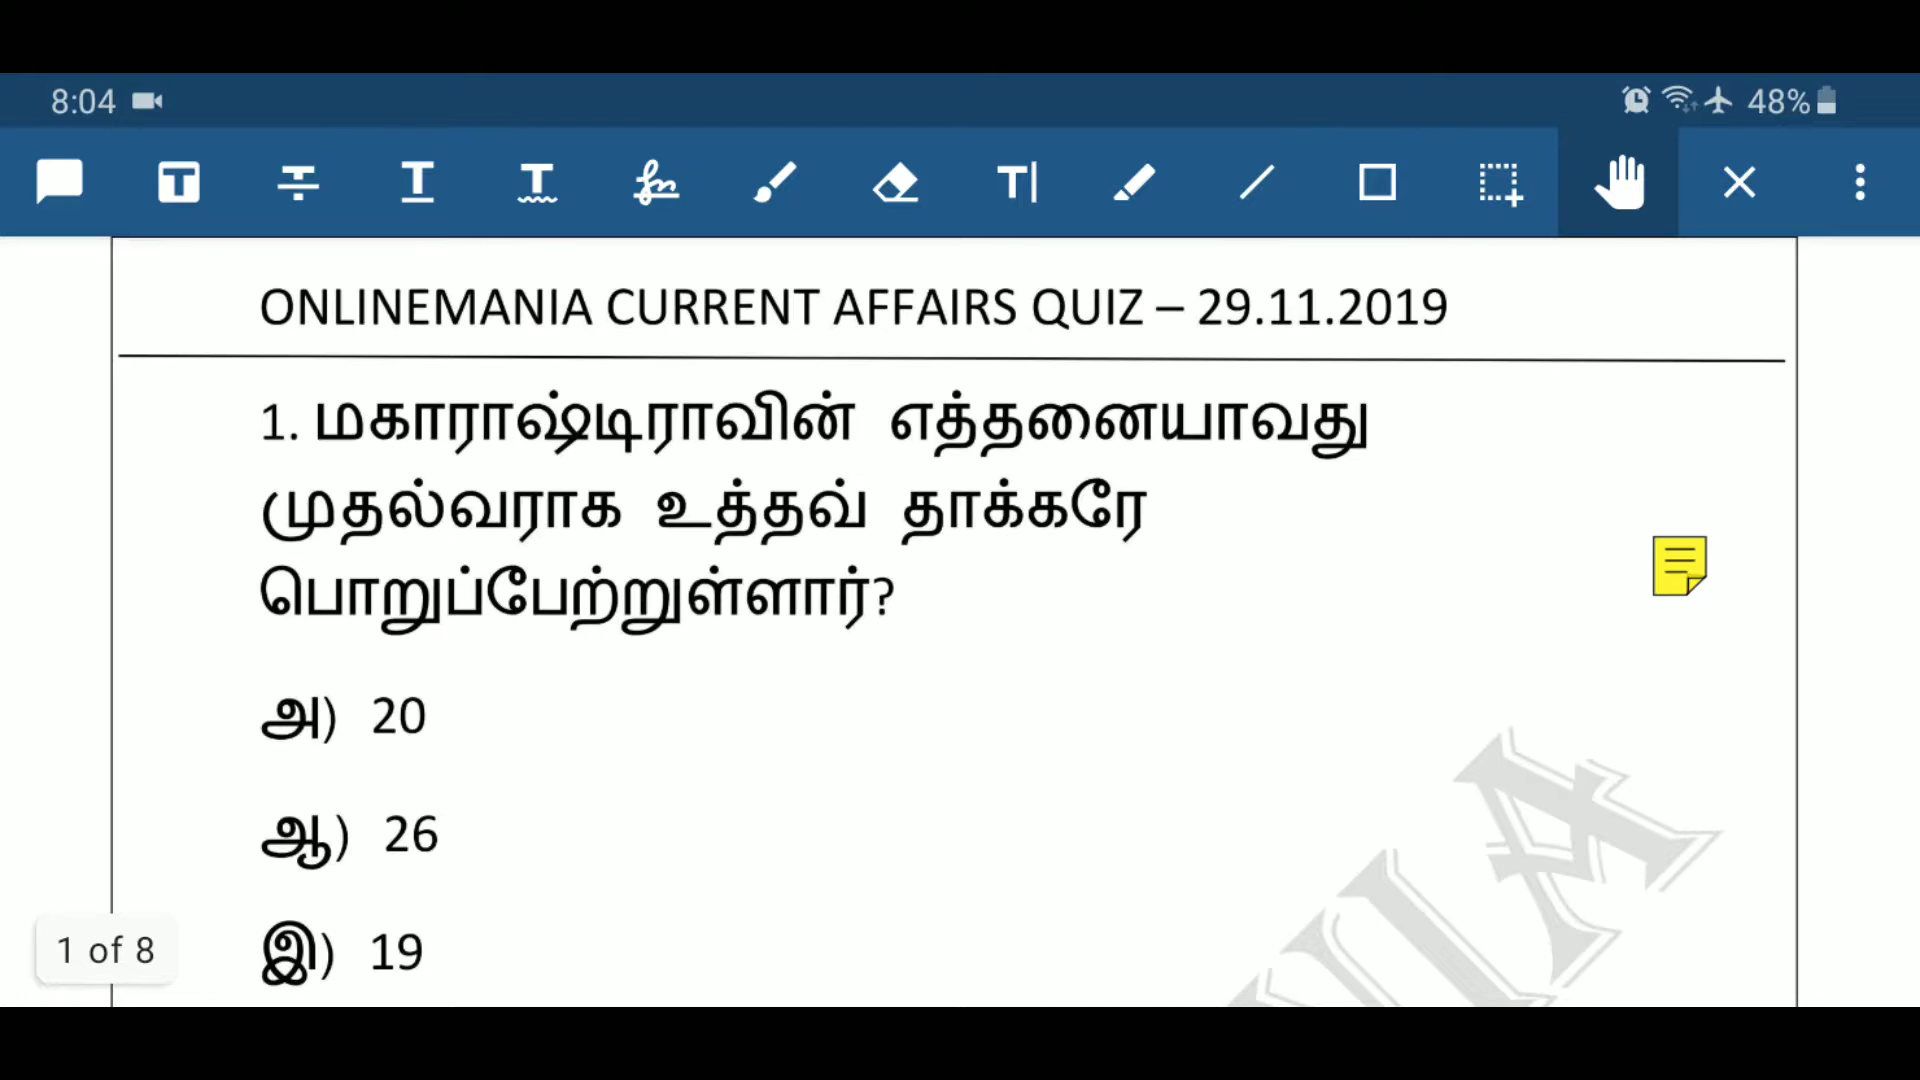 8:04 48%
ONLINEMANIA CURRENT AFFAIRS QUIZ – 29.11.2019
1. மகாராஷ்டிராவின் எத்தனையாவது
முதல்வராக உத்தவ் தாக்கரே
பொறுப்பேற்றுள்ளார்?
அ) 20
ஆ) 26
இ) 19
1 of 8